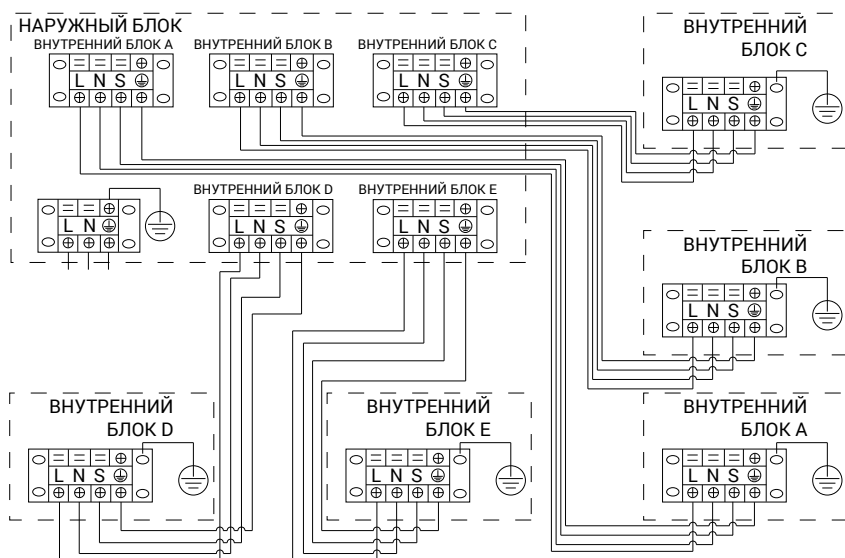 НАРУЖНЫЙ БЛОК
ВНУТРЕННИЙ БЛОК A
ВНУТРЕННИЙ БЛОК B
ВНУТРЕННИЙ БЛОК C
L N S
L N S
L N S
ВНУТРЕННИЙ
БЛОК C
L N S
ВНУТРЕННИЙ БЛОК D
ВНУТРЕННИЙ БЛОК E
L N
L N S
L N S
ВНУТРЕННИЙ
БЛОК B
L N S
ВНУТРЕННИЙ
БЛОК D
L N S
ВНУТРЕННИЙ
БЛОК E
L N S
ВНУТРЕННИЙ
БЛОК A
L N S